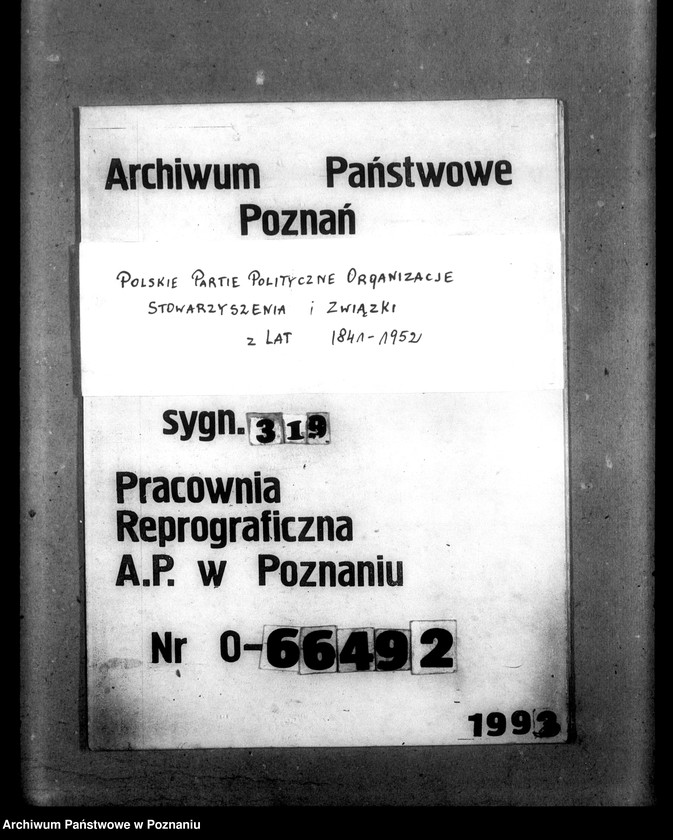 Archiwum Państwowe
Poznań
Polskie Partie Polityczne Organizacje
Stowarzyszenia i Związki
z lat 1841-1952
sygn. 319
Pracownia
Reprograficzna
A.P. w Poznaniu
Nr 0-66492
1993
Archiwum Państwowe w Poznaniu